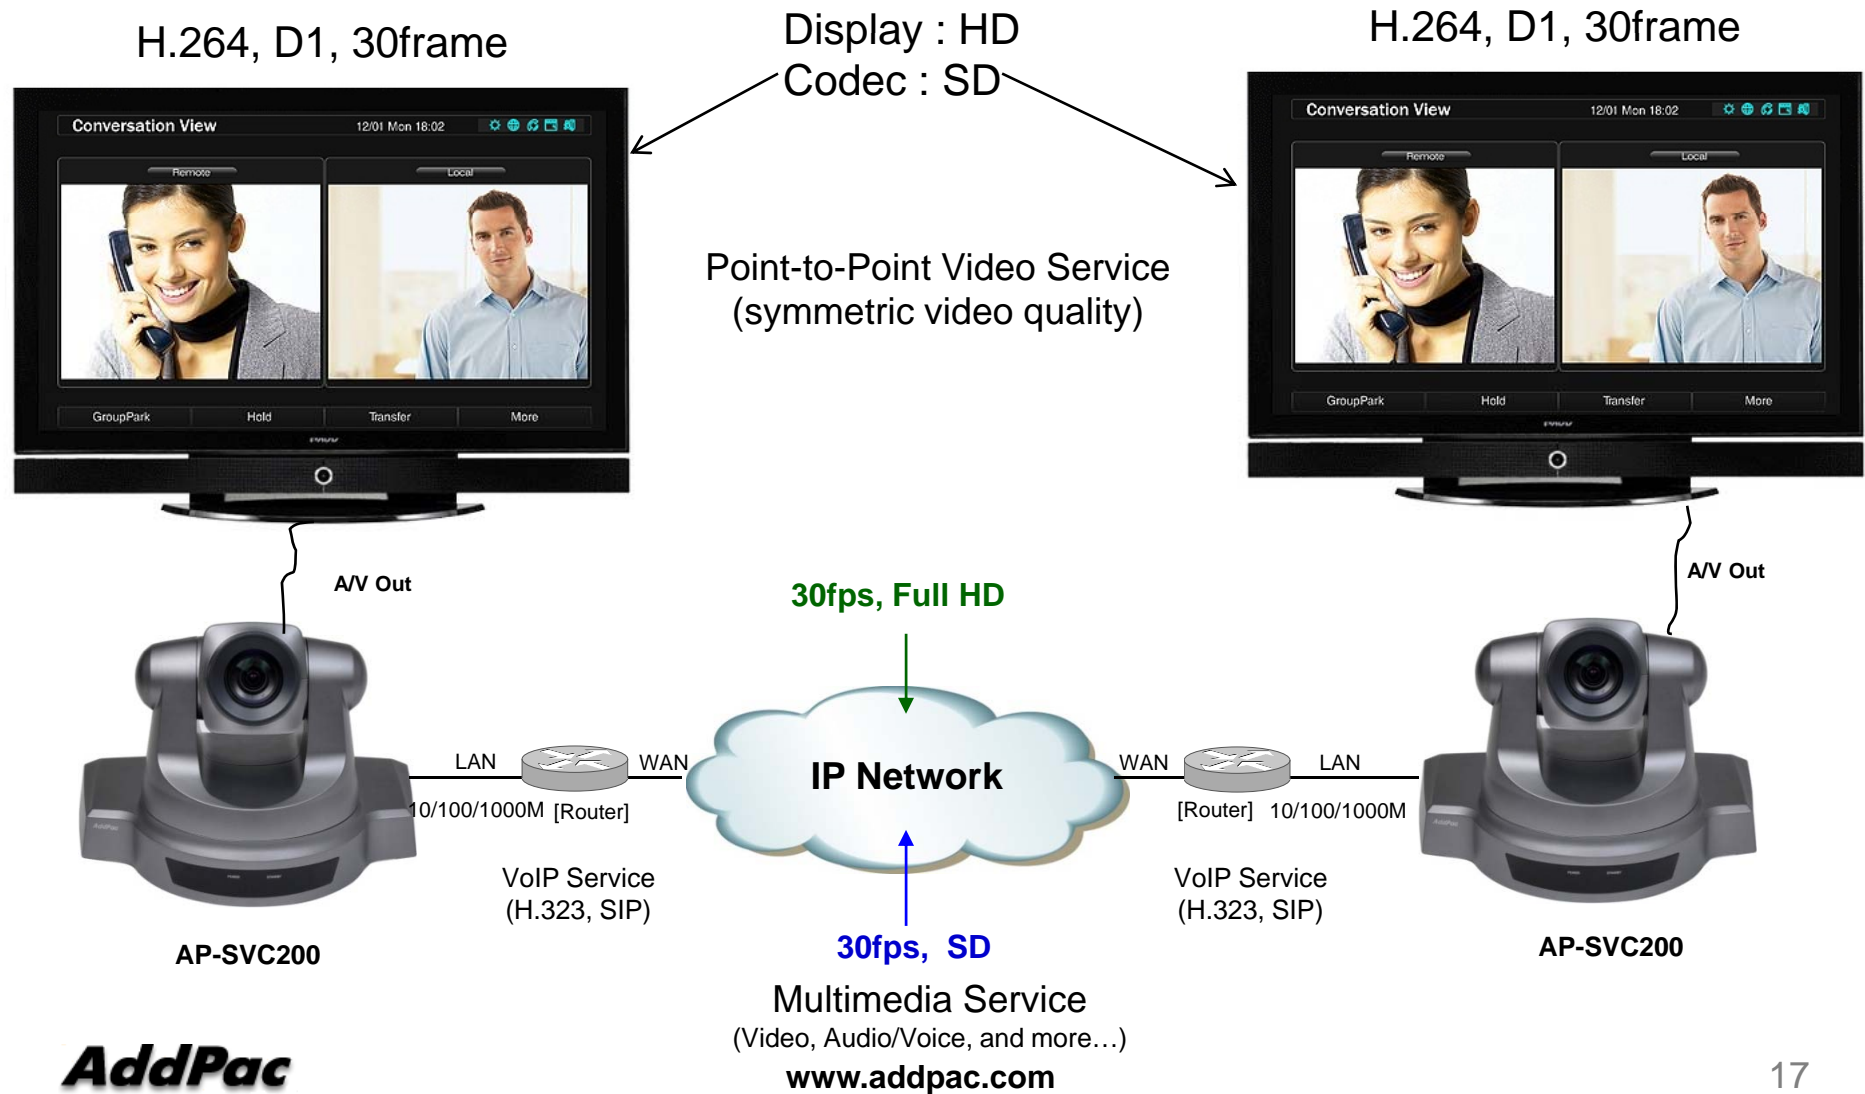 H.264, D1, 30frame
Display : HD
Codec : SD
H.264, D1, 30frame
Conversation View
12/01 Mon 18:02
Remote
Local
GroupPark
Hold
Transfer
More
Conversation View
12/01 Mon 18:02
Remote
Local
GroupPark
Hold
Transfer
More
Point-to-Point Video Service
(symmetric video quality)
A/V Out
A/V Out
30fps, Full HD
IP Network
LAN
WAN
10/100/1000M
[Router]
WAN
LAN
[Router]
10/100/1000M
AddPac
AddPac
VoIP Service
(H.323, SIP)
VoIP Service
(H.323, SIP)
AP-SVC200
AP-SVC200
30fps, SD
Multimedia Service
(Video, Audio/Voice, and more…)
www.addpac.com
AddPac
17